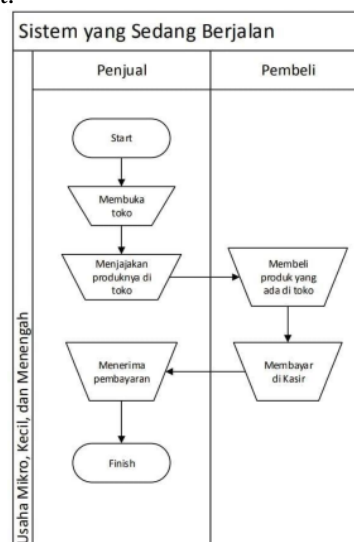 Sistem yang Sedang Berjalan
Penjual
Pembeli
Usaha Mikro, Kecil, dan Menengah
Start
Membuka
toko
Menjajakan
produknya di
toko
Membeli
produk yang
ada di toko
Membayar
di Kasir
Menerima
pembayaran
Finish